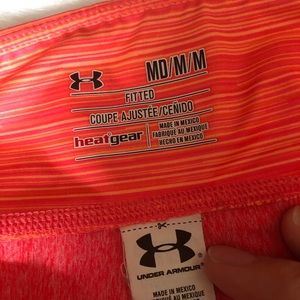 MD/M/M
FITTED
COUPE AJUSTÉE/CEÑIDO
heatgear
MADE IN MEXICO
FABRIQUÉ AU MEXIQUE
HECHO EN MÉXICO
UNDER ARMOUR
MADE IN MEXICO